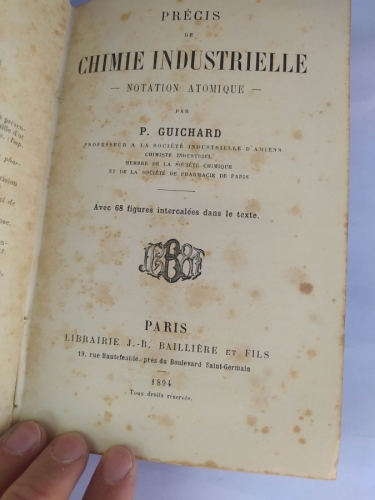 PRÉCIS
DE
CHIMIE INDUSTRIELLE
— NOTATION ATOMIQUE —
PAR
P. GUICHARD
PROFESSEUR A LA SOCIÉTÉ INDUSTRIELLE D'AMIENS
CHIMISTE INDUSTRIEL
MEMBRE DE LA SOCIÉTÉ CHIMIQUE
ET DE LA SOCIÉTÉ DE PHARMACIE DE PARIS
Avec 68 figures intercalées dans le texte.
PARIS
LIBRAIRIE J.-B. BAILLIÈRE ET FILS
19, rue Hautefeuille, près du Boulevard Saint-Germain
1894
Tous droits réservés.